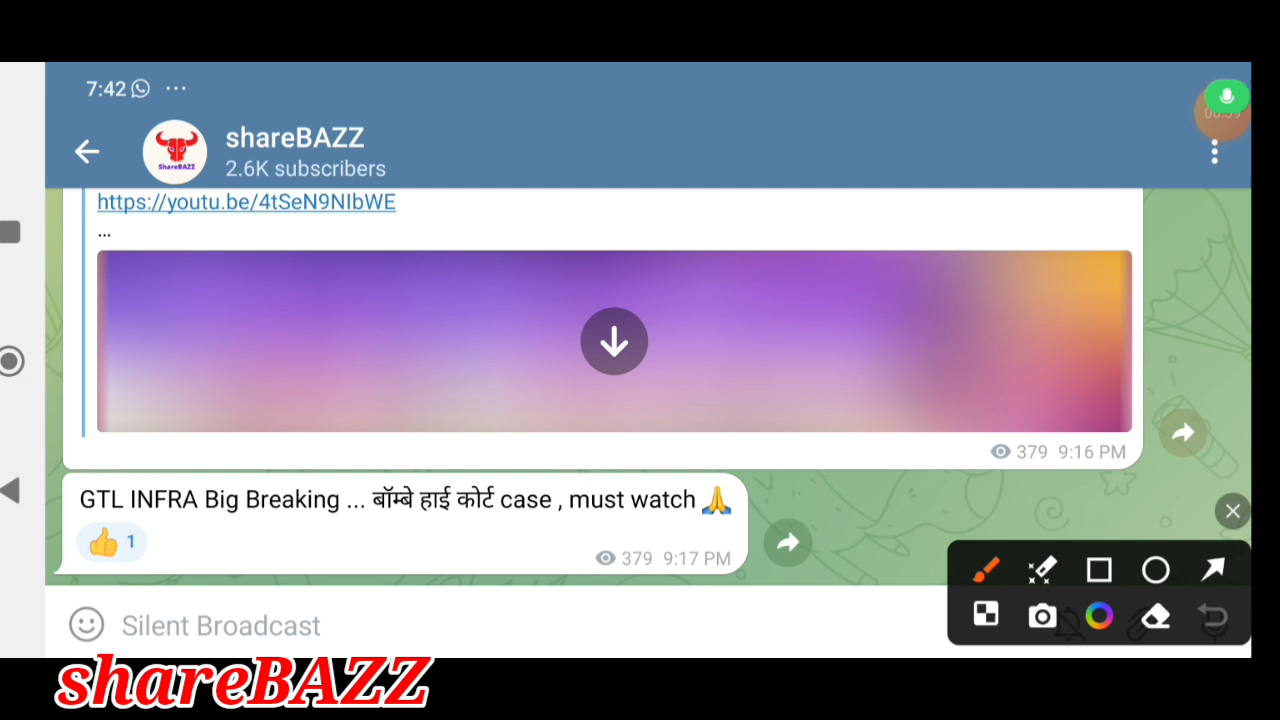 7:42
shareBAZZ
2.6K subscribers
ShareBAZZ
https://youtu.be/4tSeN9NIbWE
...
379 9:16 PM
GTL INFRA Big Breaking ... बॉम्बे हाई कोर्ट case , must watch 🙏
👍 1
379 9:17 PM
Silent Broadcast
shareBAZZ